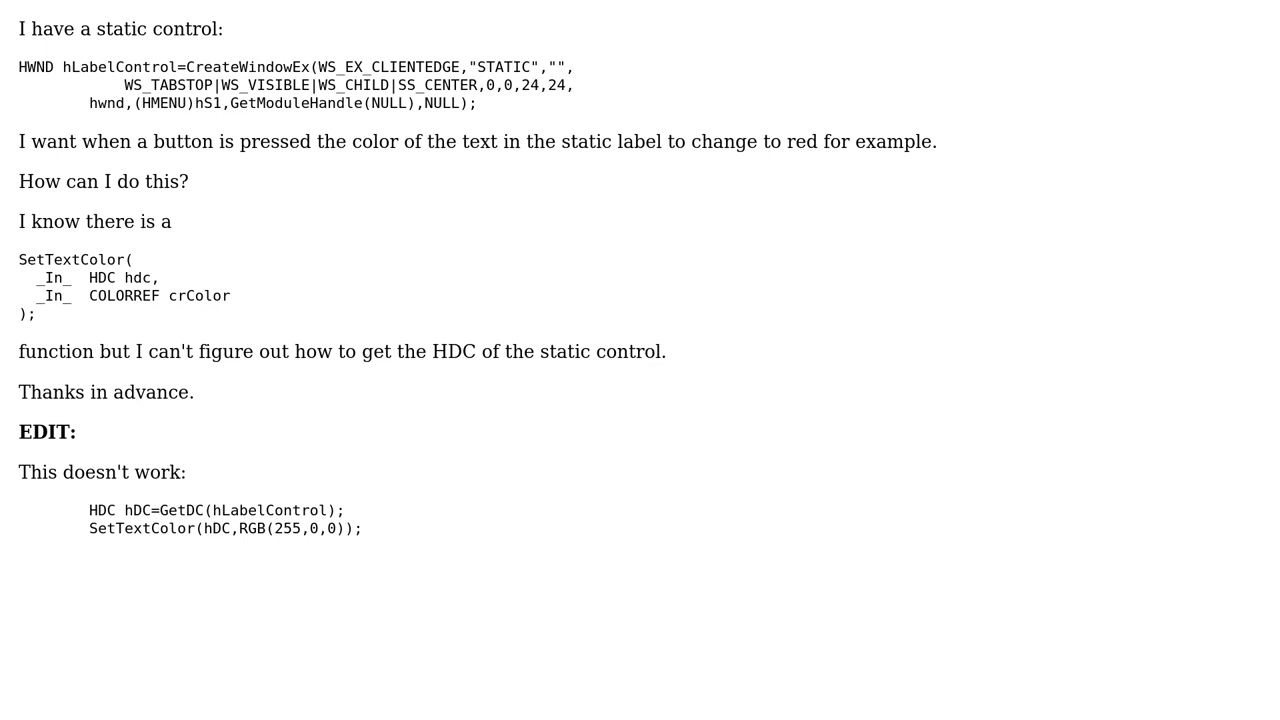 I have a static control:
HWND hLabelControl=CreateWindowEx(WS_EX_CLIENTEDGE,"STATIC","",
            WS_TABSTOP|WS_VISIBLE|WS_CHILD|SS_CENTER,0,0,24,24,
        hwnd,(HMENU)hS1,GetModuleHandle(NULL),NULL);
I want when a button is pressed the color of the text in the static label to change to red for example.
How can I do this?
I know there is a
SetTextColor(
  _In_  HDC hdc,
  _In_  COLORREF crColor
);
function but I can't figure out how to get the HDC of the static control.
Thanks in advance.
EDIT:
This doesn't work:
        HDC hDC=GetDC(hLabelControl);
        SetTextColor(hDC,RGB(255,0,0));